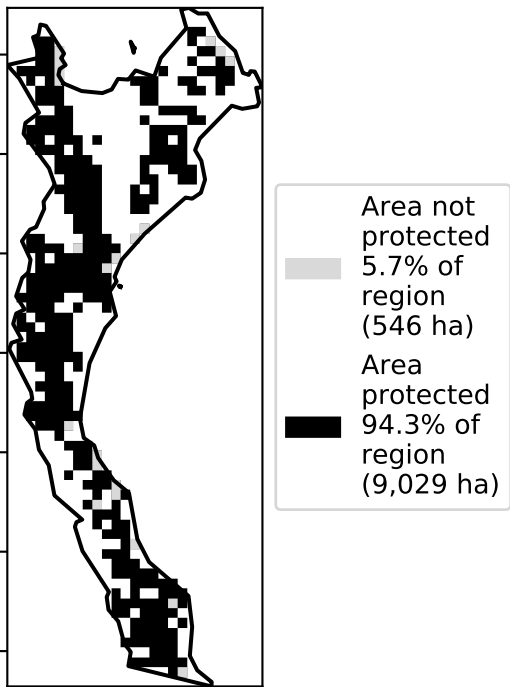 Area not
protected
5.7% of
region
(546 ha)
Area
protected
94.3% of
region
(9,029 ha)